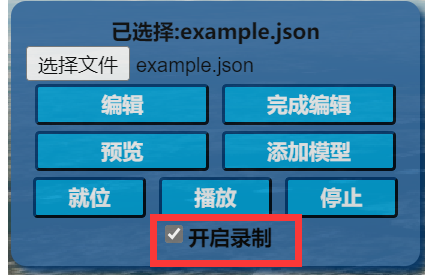 已选择:example.json
选择文件 example.json
编辑 完成编辑
预览 添加模型
就位 播放 停止
开启录制